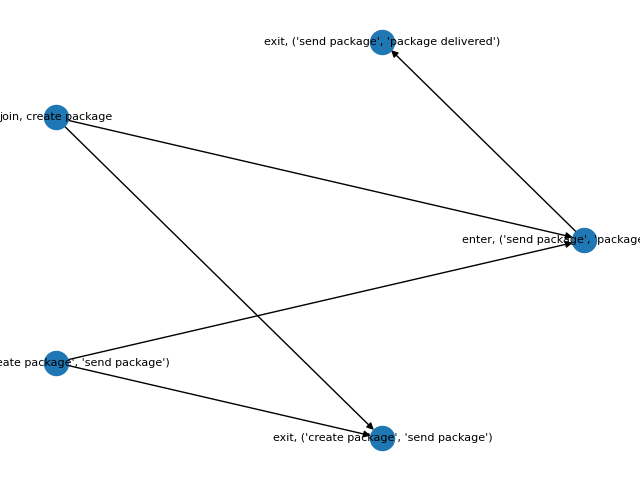 exit, ('send package', 'package delivered')
join, create package
enter, ('send package', 'package
package', 'send package')
exit, ('create package', 'send package')